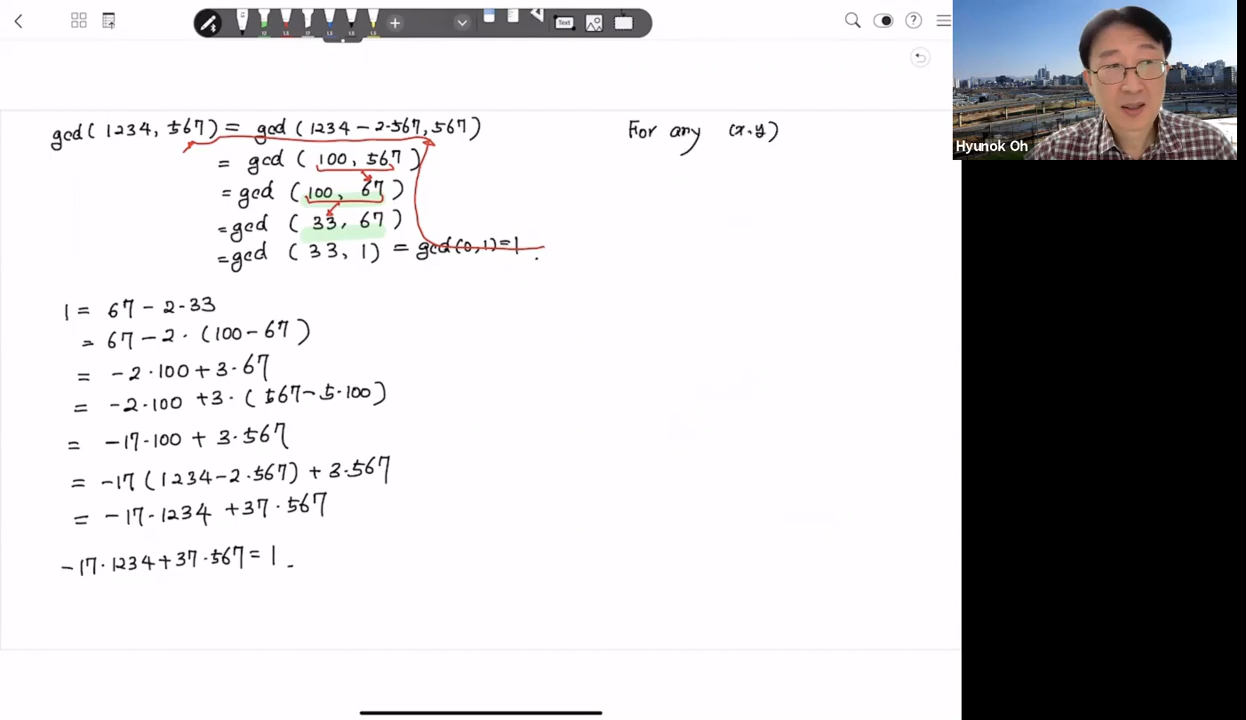 gcd( 1234, 567) = gcd (1234 - 2·567, 567)
= gcd ( 100, 567 )
= gcd ( 100, 67 )
= gcd ( 33, 67 )
= gcd ( 33, 1 ) = gcd(0,1)=1.
1 = 67 - 2·33
= 67 - 2· (100 - 67 )
= -2·100 + 3·67
= -2·100 + 3· ( 567 - 5·100 )
= -17·100 + 3·567
= -17 ( 1234 - 2·567 ) + 3·567
= -17·1234 + 37·567
-17·1234 + 37·567 = 1.
For any (x, y)
Text
Hyunok Oh